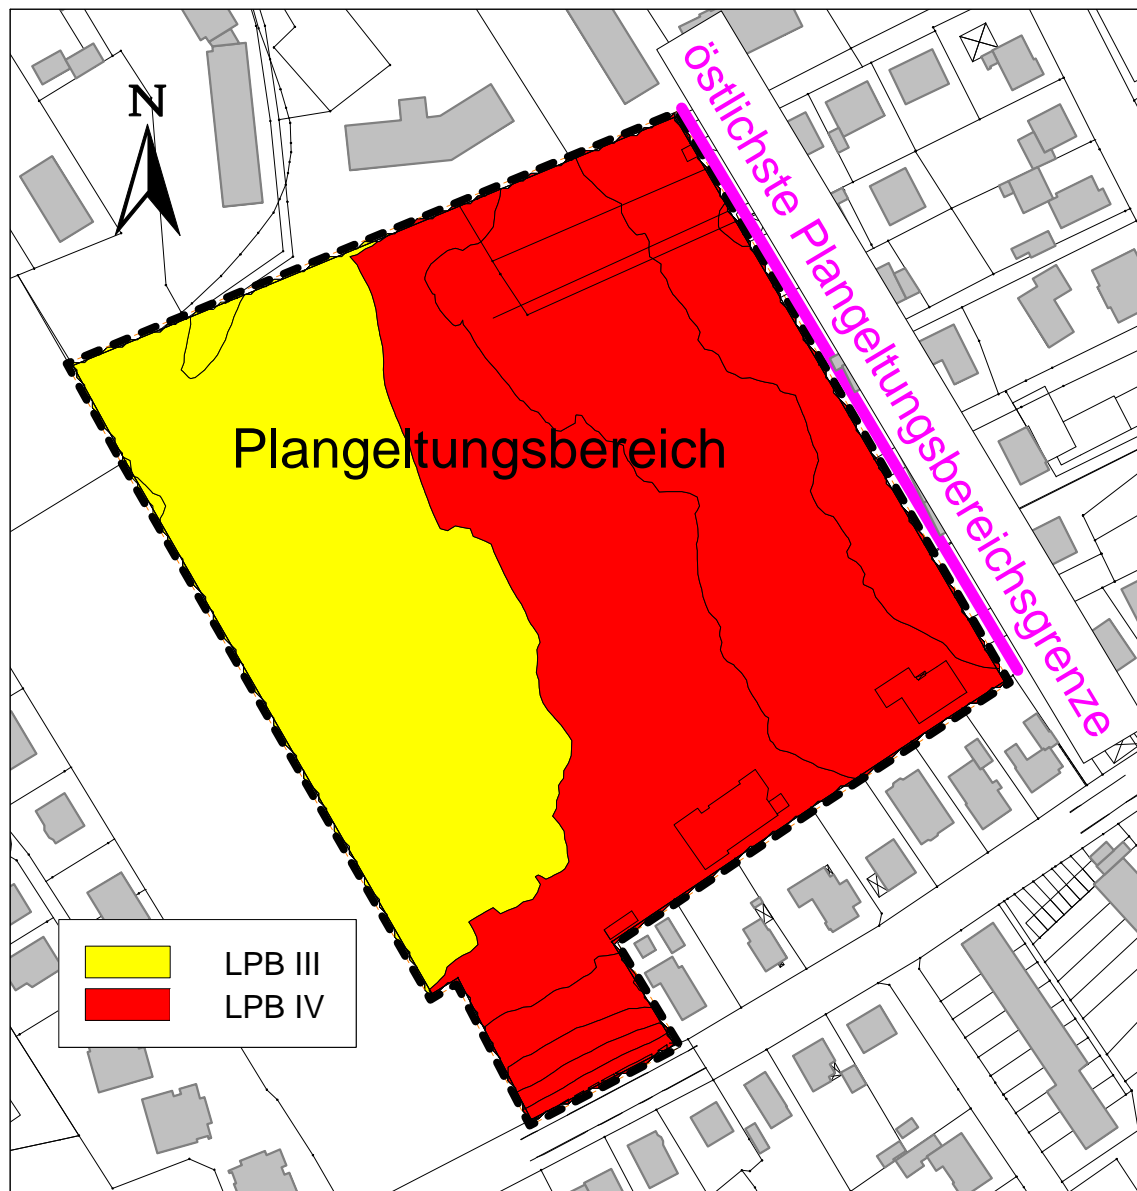 N
östlichste Plangeltungsbereichsgrenze
Plangeltungsbereich
LPB III
LPB IV